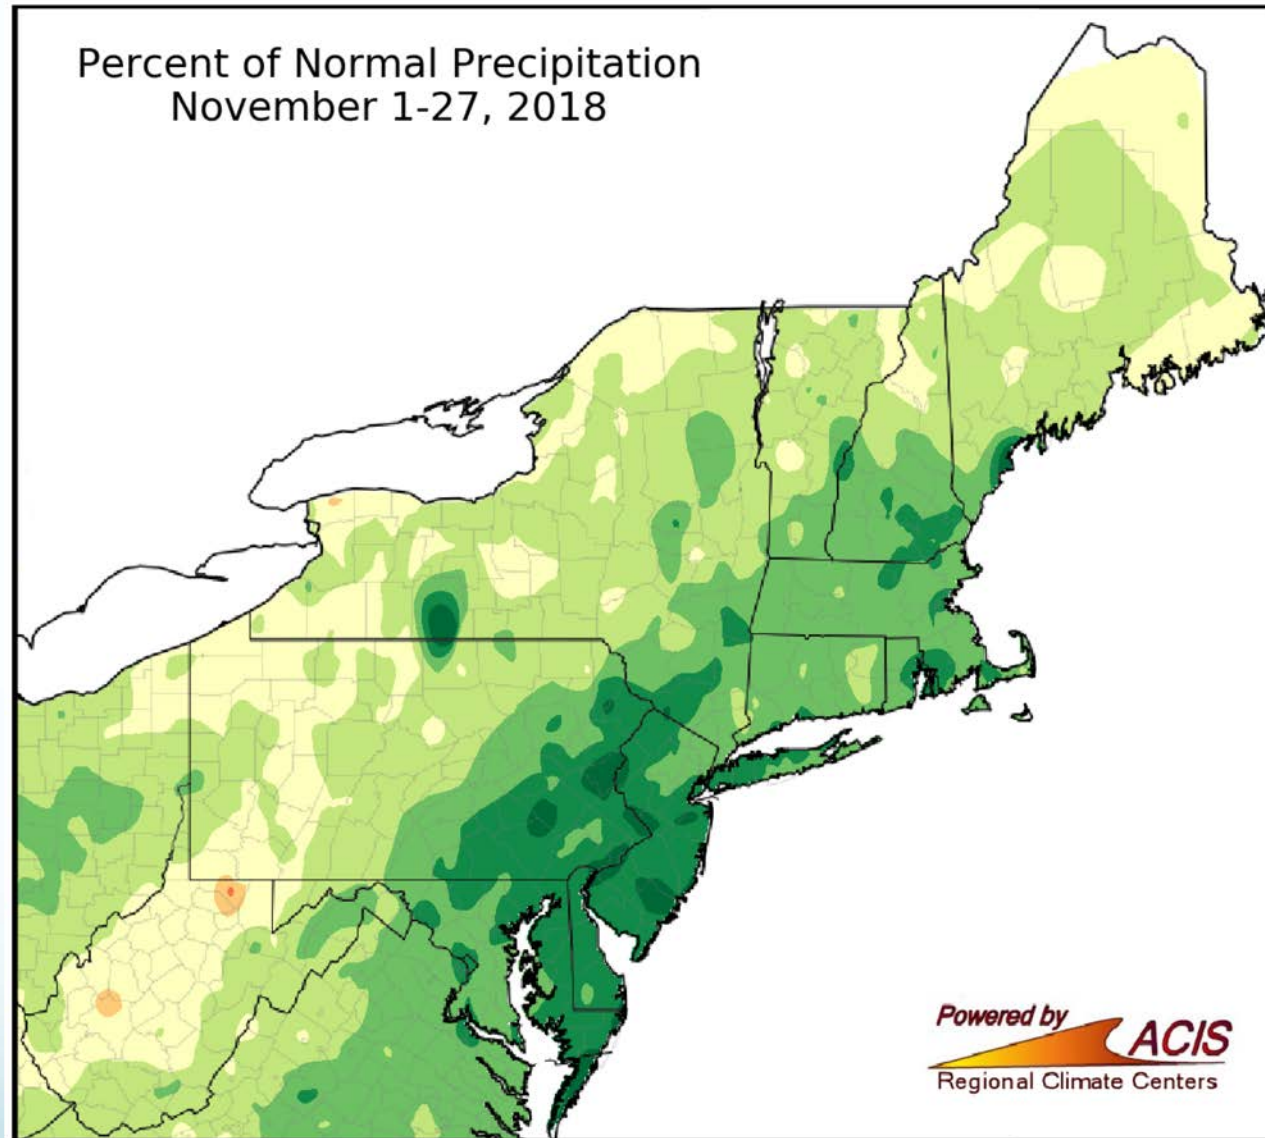 Percent of Normal Precipitation
November 1-27, 2018
Powered by
ACIS
Regional Climate Centers